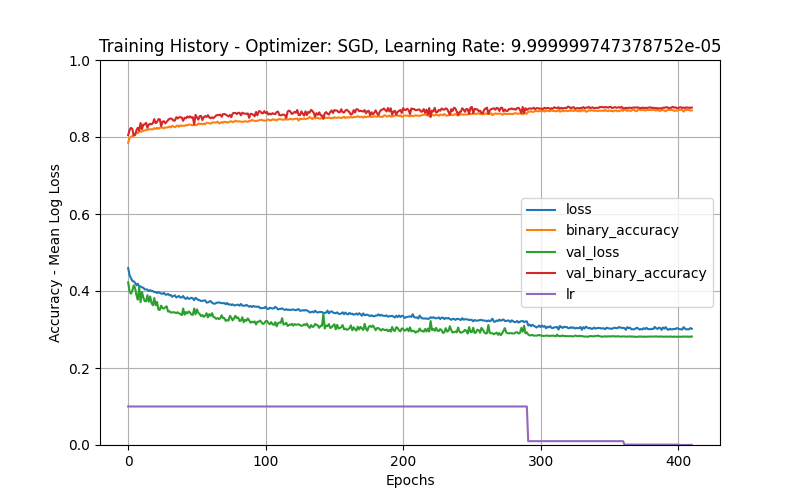 Training History - Optimizer: SGD, Learning Rate: 9.999999747378752e-05
1.0
0.8
0.6
0.4
0.2
0.0
Accuracy - Mean Log Loss
loss
binary_accuracy
val_loss
val_binary_accuracy
lr
0 100 200 300 400
Epochs